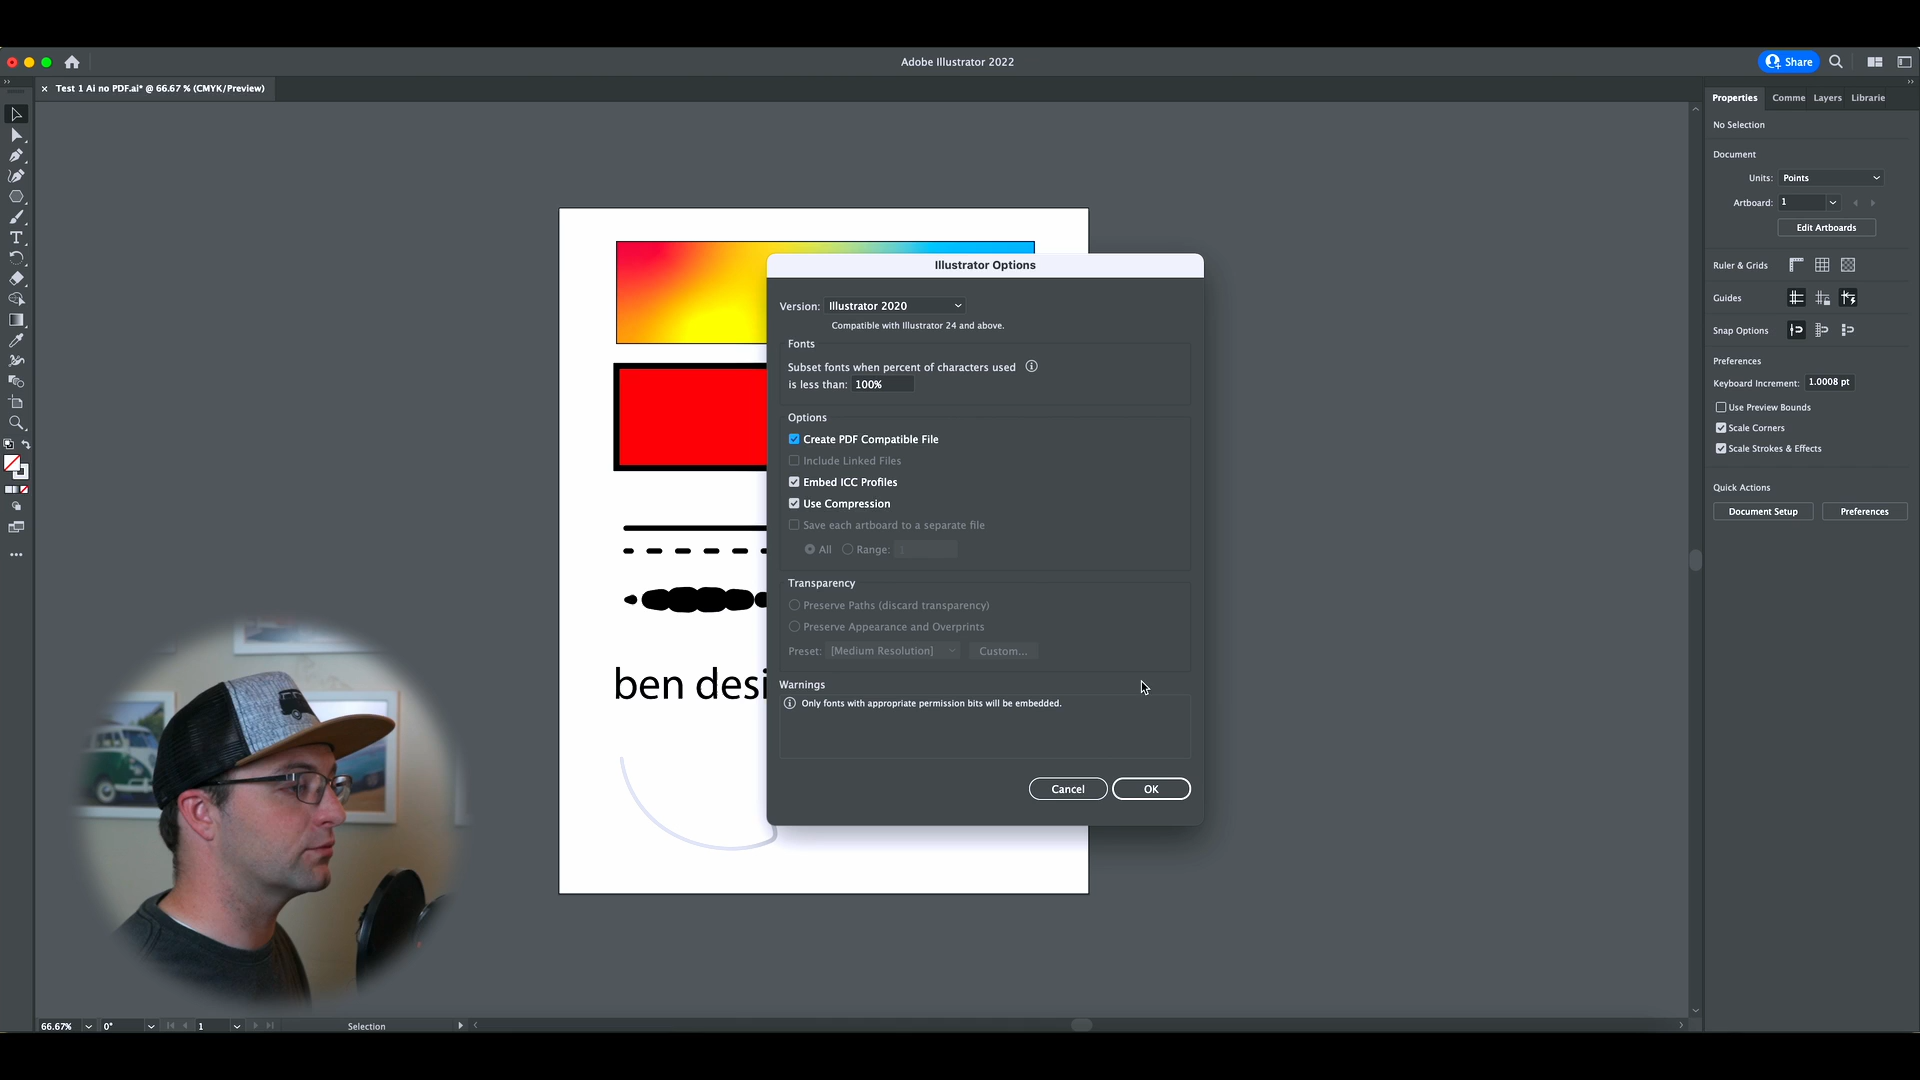 Adobe Illustrator 2022
Share
Test 1 Ai no PDF.ai* @ 66.67 % (CMYK/Preview)
Properties
Comme
Layers
Librarie
No Selection
Document
Units: Points
Artboard: 1
Edit Artboards
Ruler & Grids
Guides
Snap Options
Preferences
Keyboard Increment: 1.0008 pt
Use Preview Bounds
Scale Corners
Scale Strokes & Effects
Quick Actions
Document Setup
Preferences
Illustrator Options
Version: Illustrator 2020
Compatible with Illustrator 24 and above.
Fonts
Subset fonts when percent of characters used
is less than: 100%
Options
Create PDF Compatible File
Include Linked Files
Embed ICC Profiles
Use Compression
Save each artboard to a separate file
All Range: 1
Transparency
Preserve Paths (discard transparency)
Preserve Appearance and Overprints
Preset: [Medium Resolution] Custom...
Warnings
Only fonts with appropriate permission bits will be embedded.
Cancel
OK
ben desi
66.67%
0°
1
Selection